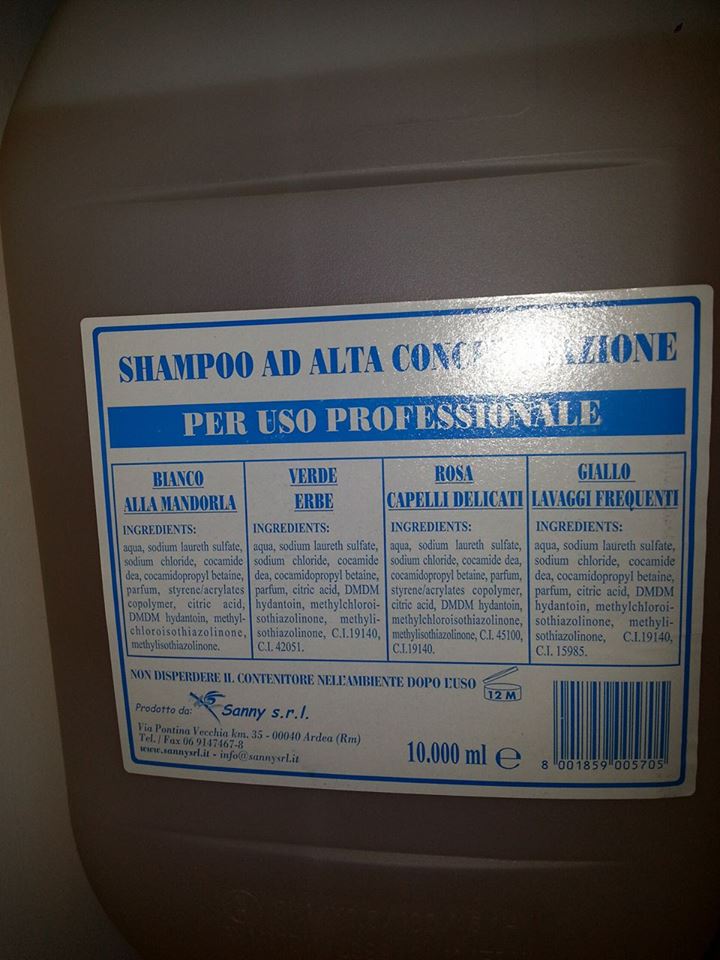 SHAMPOO AD ALTA
PER USO PROFESSIONALE
BIANCO
ALLA MANDORLA
INGREDIENTS:
aqua, sodium laureth sulfate,
sodium chloride, cocamide
dea, cocamidopropyl betaine,
parfum, styrene/acrylates
copolymer, citric acid,
DMDM hydantoin, methyl-
chloroisothiazolinone,
methylisothiazolinone.
VERDE
ERBE
INGREDIENTS:
aqua, sodium laureth sulfate,
sodium chloride, cocamide
dea, cocamidopropyl betaine,
parfum, citric acid, DMDM
hydantoin, methylchloroi-
sothiazolinone, methyli-
sothiazolinone, C.I.19140,
C.I. 42051.
ROSA
CAPELLI DELICATI
INGREDIENTS:
aqua, sodium laureth sulfate,
sodium chloride, cocamide dea,
cocamidopropyl betaine, parfum,
styrene/acrylates copolymer,
citric acid, DMDM hydantoin,
methylchloroisothiazolinone,
methylisothiazolinone, C.I. 45100,
C.I.19140.
GIALLO
LAVAGGI FREQUENTI
INGREDIENTS:
aqua, sodium laureth sulfate,
sodium chloride, cocamide
dea, cocamidopropyl betaine,
parfum, citric acid, DMDM
hydantoin, methylchloroi-
sothiazolinone, methyli-
sothiazolinone, C.I.19140,
C.I. 15985.
NON DISPERDERE IL CONTENITORE NELL'AMBIENTE DOPO L'USO
12 M
Prodotto da: Sanny s.r.l.
Via Pontina Vecchia km. 35 - 00040 Ardea (Rm)
Tel. / Fax 06 9147467-8
www.sannysrl.it - info@sannysrl.it
10.000 ml e
8 001859 005705